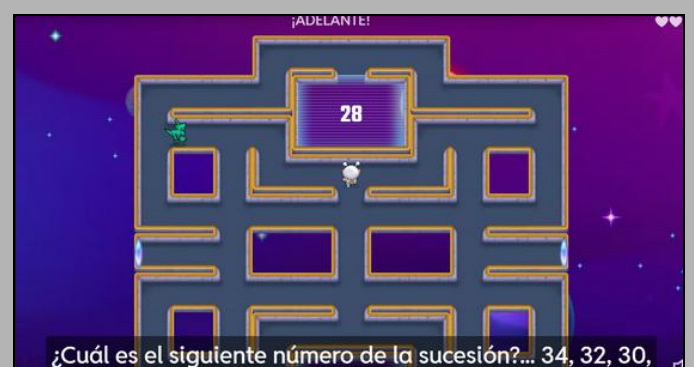 ¡ADELANTE!
28
¿Cuál es el siguiente número de la sucesión?... 34, 32, 30,